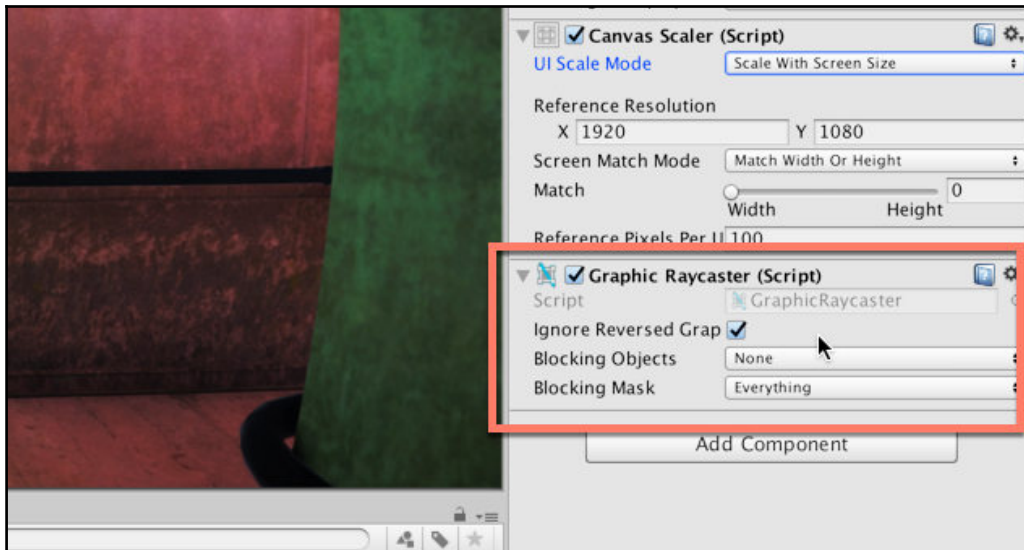 Canvas Scaler (Script)
UI Scale Mode Scale With Screen Size
Reference Resolution
X 1920 Y 1080
Screen Match Mode Match Width Or Height
Match 0
Width Height
Reference Pixels Per U 100
Graphic Raycaster (Script)
Script GraphicRaycaster
Ignore Reversed Grap
Blocking Objects None
Blocking Mask Everything
Add Component